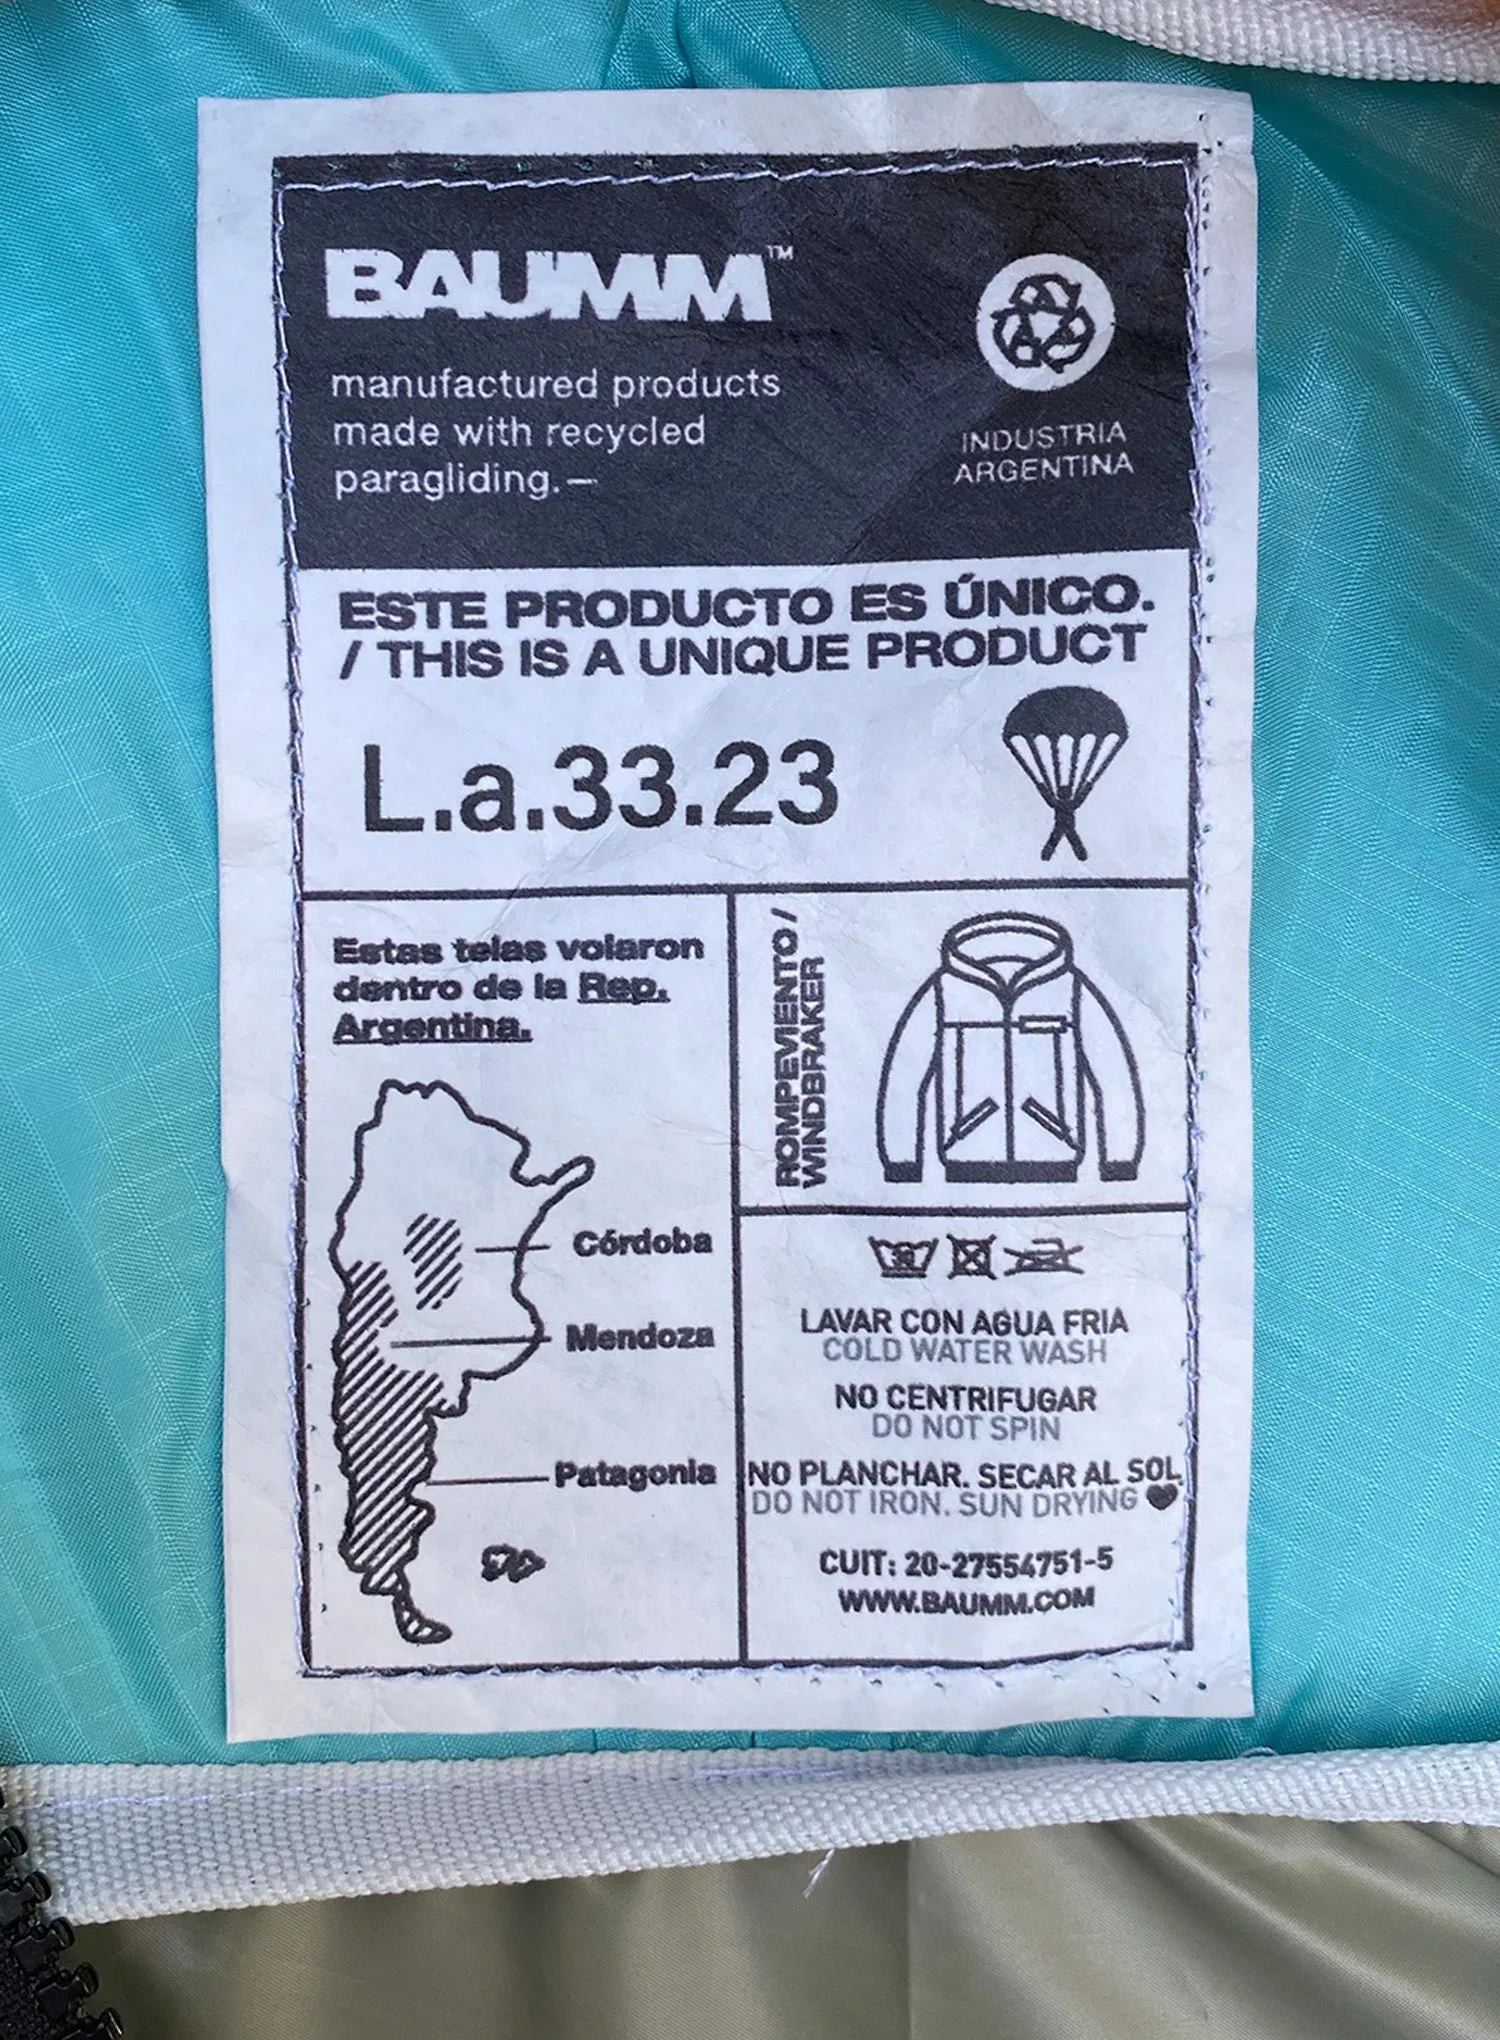 BAUMM™
manufactured products
made with recycled
paragliding.—
INDUSTRIA
ARGENTINA
ESTE PRODUCTO ES ÚNICO.
/ THIS IS A UNIQUE PRODUCT
L.a.33.23
Estas telas volaron
dentro de la Rep.
Argentina.
Córdoba
Mendoza
Patagonia
ROMPEVIENTO /
WINDBRAKER
30
LAVAR CON AGUA FRIA
COLD WATER WASH
NO CENTRIFUGAR
DO NOT SPIN
NO PLANCHAR. SECAR AL SOL
DO NOT IRON. SUN DRYING ♥
CUIT: 20-27554751-5
WWW.BAUMM.COM